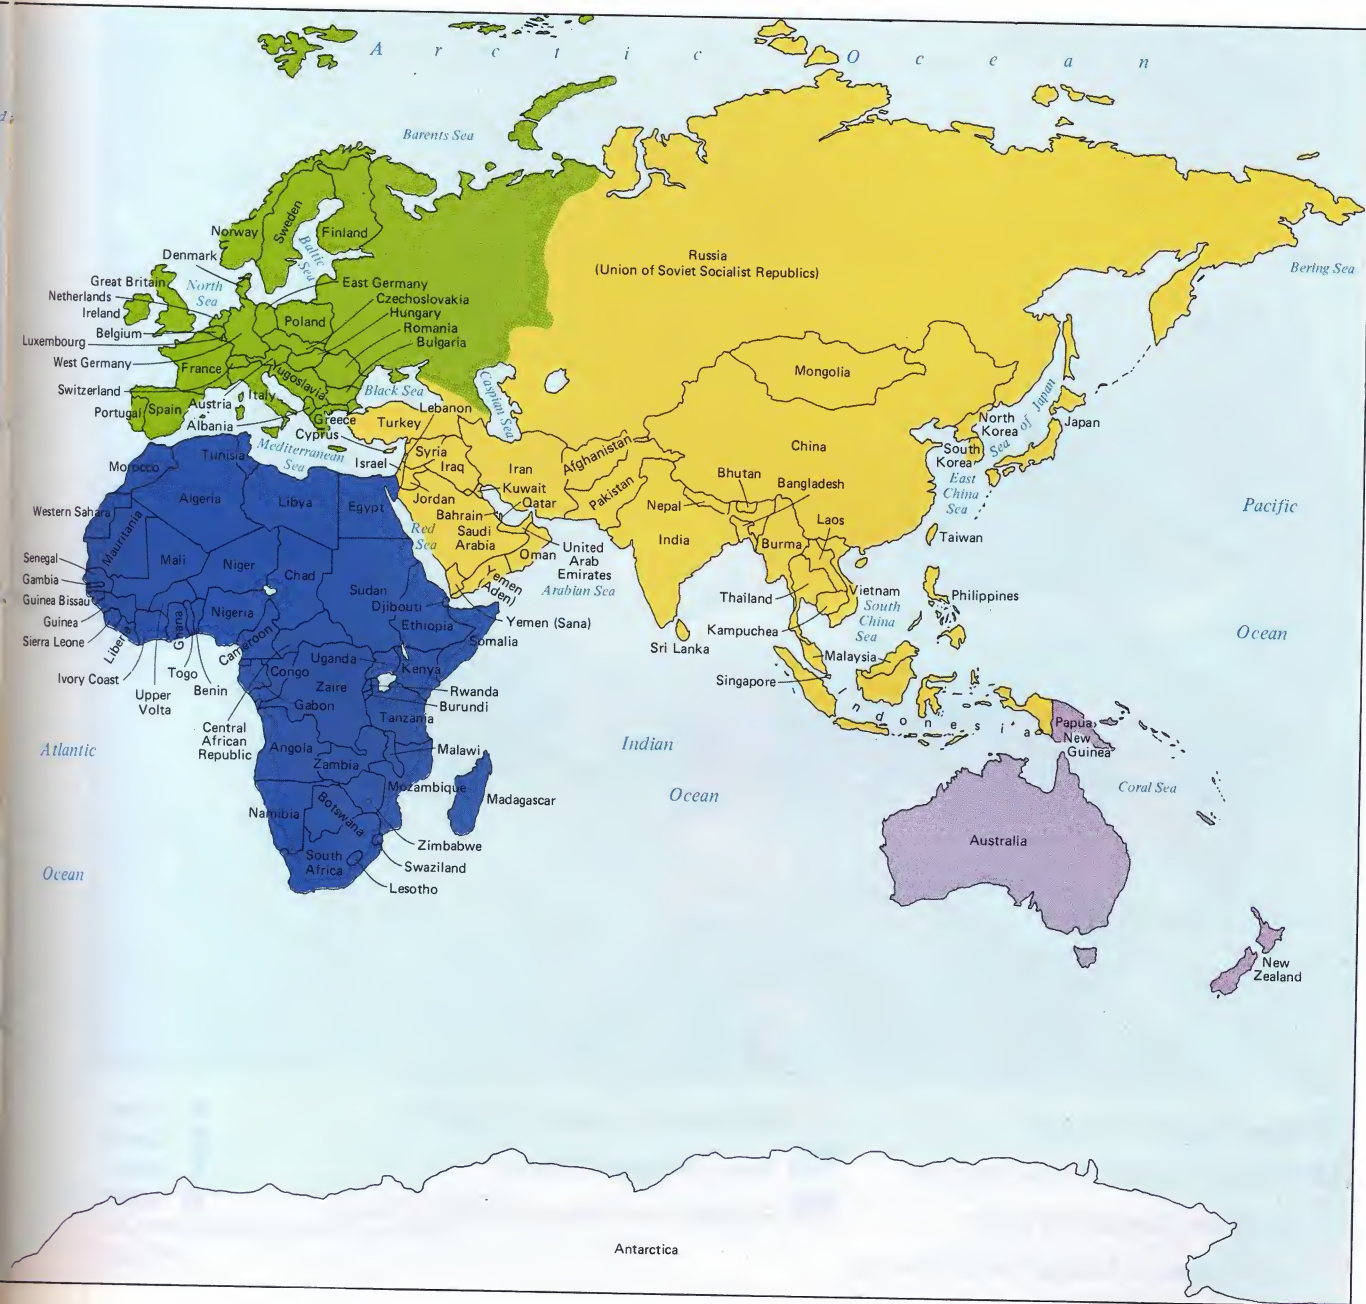 Arctic Ocean
Barents Sea
Norway
Sweden
Finland
Baltic
Sea
Denmark
Great Britain
North
Sea
Netherlands
Ireland
Belgium
Luxembourg
West Germany
East Germany
Czechoslovakia
Hungary
Romania
Bulgaria
Poland
France
Switzerland
Austria
Yugoslavia
Italy
Portugal
Spain
Albania
Greece
Black Sea
Caspian Sea
Russia
(Union of Soviet Socialist Republics)
Bering Sea
Mongolia
China
North
Korea
South
Korea
Sea of Japan
Japan
East
China
Sea
Taiwan
Pacific
Ocean
Lebanon
Turkey
Cyprus
Mediterranean
Sea
Israel
Syria
Iraq
Iran
Afghanistan
Pakistan
Kuwait
Qatar
Jordan
Bahrain
Saudi
Arabia
Red
Sea
Oman
United
Arab
Emirates
Yemen
(Aden)
Yemen (Sana)
Arabian Sea
Nepal
Bhutan
Bangladesh
India
Burma
Laos
Thailand
Vietnam
Kampuchea
South
China
Sea
Philippines
Sri Lanka
Malaysia
Singapore
Indonesia
Papua
New
Guinea
Coral Sea
Australia
New
Zealand
Morocco
Tunisia
Algeria
Libya
Egypt
Western Sahara
Mauritania
Mali
Niger
Chad
Sudan
Senegal
Gambia
Guinea Bissau
Guinea
Sierra Leone
Liberia
Ivory Coast
Upper
Volta
Ghana
Togo
Benin
Nigeria
Cameroon
Central
African
Republic
Djibouti
Ethiopia
Somalia
Uganda
Kenya
Congo
Zaire
Gabon
Rwanda
Burundi
Tanzania
Angola
Zambia
Malawi
Mozambique
Madagascar
Namibia
Botswana
Zimbabwe
South
Africa
Swaziland
Lesotho
Atlantic
Ocean
Indian
Ocean
Antarctica